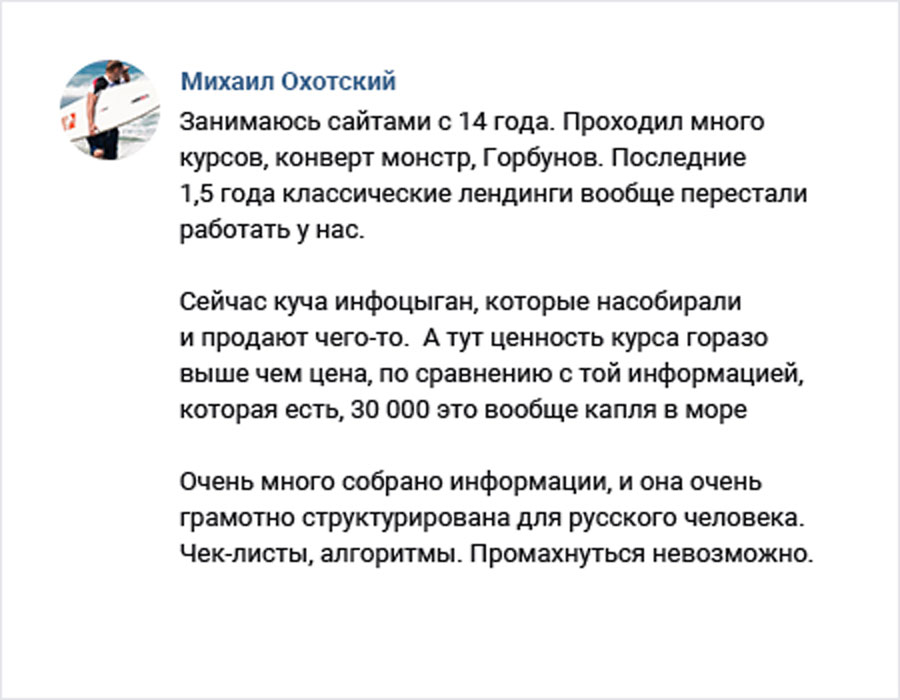 Михаил Охотский
Занимаюсь сайтами с 14 года. Проходил много
курсов, конверт монстр, Горбунов. Последние
1,5 года классические лендинги вообще перестали
работать у нас.
Сейчас куча инфоцыган, которые насобирали
и продают чего-то.  А тут ценность курса горазо
выше чем цена, по сравнению с той информацией,
которая есть, 30 000 это вообще капля в море
Очень много собрано информации, и она очень
грамотно структурирована для русского человека.
Чек-листы, алгоритмы. Промахнуться невозможно.